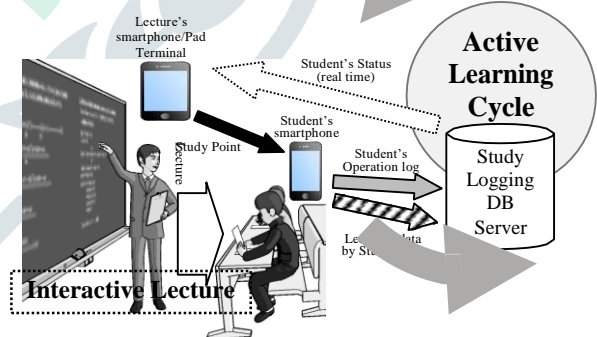 Lecture's
smartphone/Pad
Terminal
Student's Status
(real time)
Active
Learning
Cycle
Student's
smartphone
Study Point
Lecture
Student's
Operation log
Study
Logging
DB
Server
by
Interactive Lecture